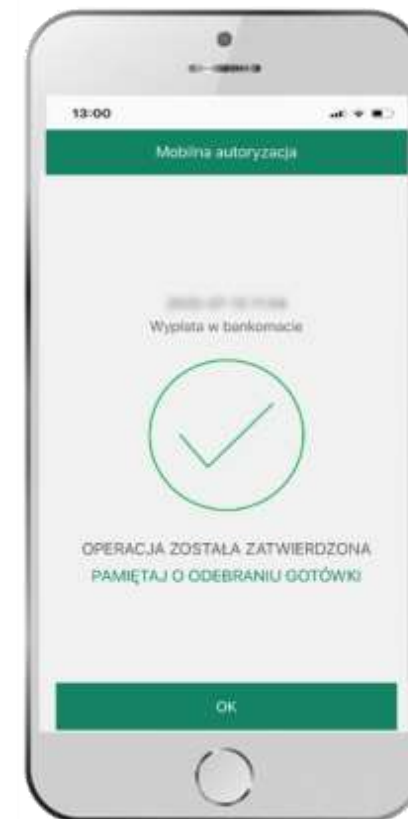 13:00
Mobilna autoryzacja
Wypłata w bankomacie
OPERACJA ZOSTAŁA ZATWIERDZONA
PAMIĘTAJ O ODEBRANIU GOTÓWKI
OK